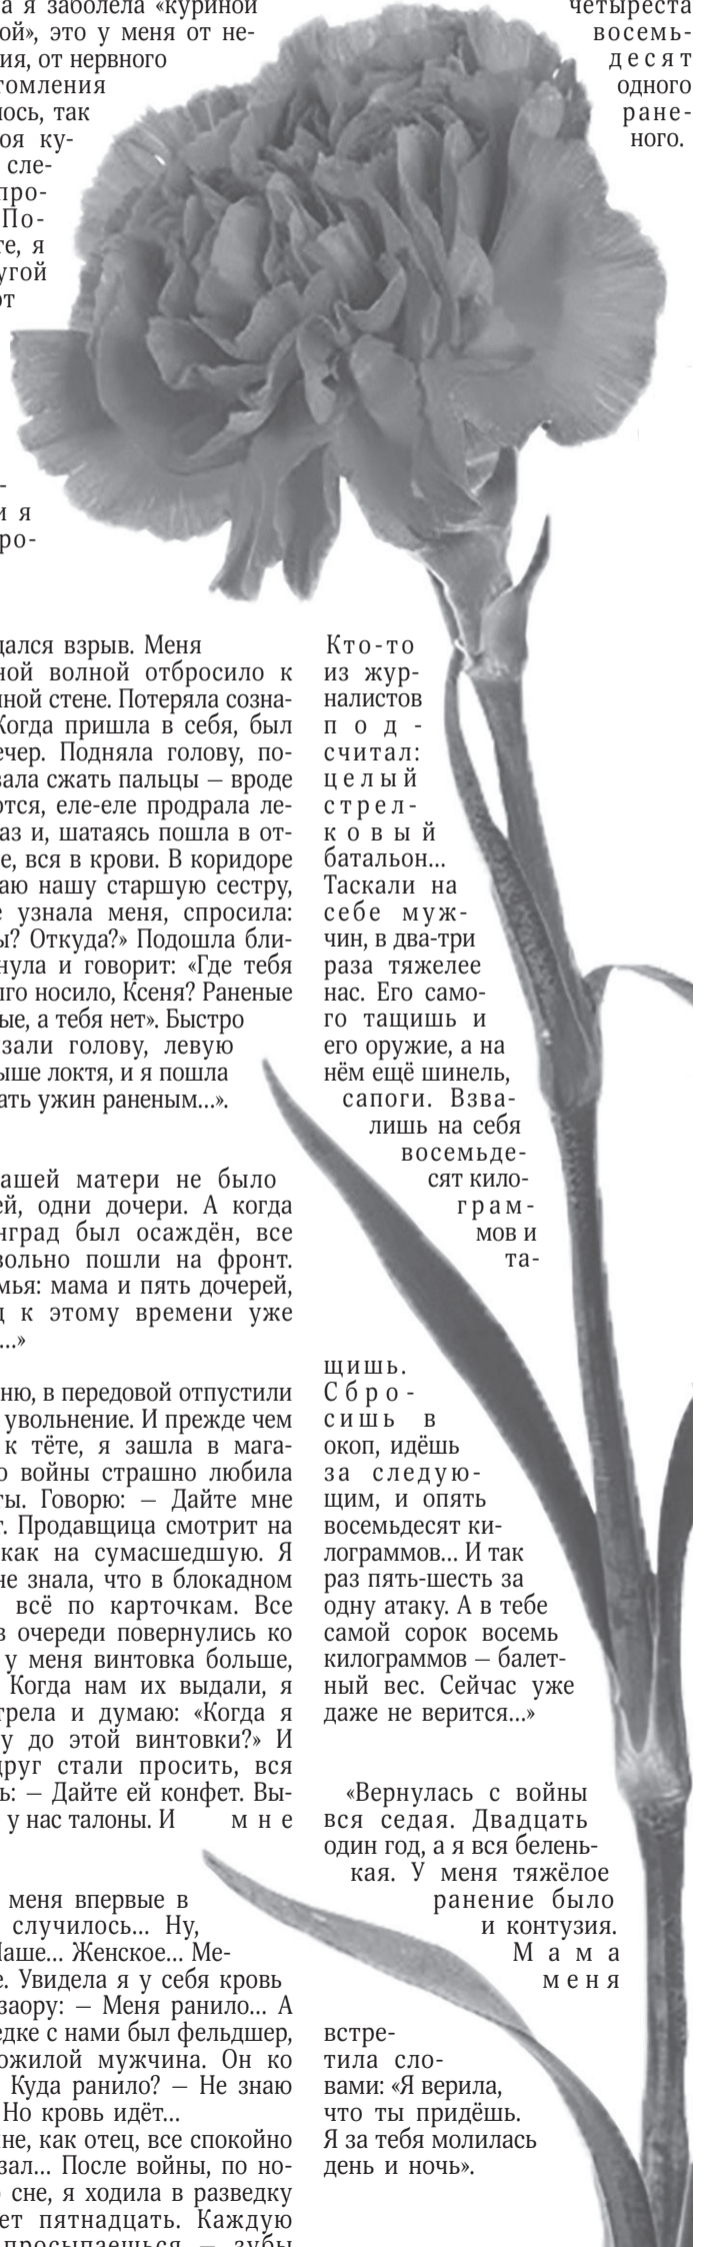 а я заболела «куриной
ой», это у меня от не-
ия, от нервного
томления
лось, так
оя ку-
сле-
про-
По-
те, я
угой
от
-
и я
ро-
дался взрыв. Меня
ной волной отбросило к
нной стене. Потеряла созна-
Когда пришла в себя, был
ечер. Подняла голову, по-
вала сжать пальцы – вроде
ются, еле-еле продрала ле-
аз и, шатаясь пошла в от-
е, вся в крови. В коридоре
аю нашу старшую сестру,
е узнала меня, спросила:
ы? Откуда?» Подошла бли-
нула и говорит: «Где тебя
лго носило, Ксеня? Раненые
ые, а тебя нет». Быстро
зали голову, левую
ыше локтя, и я пошла
ать ужин раненым...».
ашей матери не было
ей, одни дочери. А когда
нград был осаждён, все
вольно пошли на фронт.
мья: мама и пять дочерей,
ц к этому времени уже
...»
ню, в передовой отпустили
увольнение. И прежде чем
к тёте, я зашла в мага-
о войны страшно любила
ты. Говорю: – Дайте мне
т. Продавщица смотрит на
как на сумасшедшую. Я
не знала, что в блокадном
всё по карточкам. Все
в очереди повернулись ко
у меня винтовка больше,
Когда нам их выдали, я
трела и думаю: «Когда я
у до этой винтовки?» И
друг стали просить, вся
ь: – Дайте ей конфет. Вы-
у нас талоны. И мне
меня впервые в
случилось... Ну,
Наше... Женское... Ме-
е. Увидела я у себя кровь
заору: – Меня ранило... А
едке с нами был фельдшер,
ожилой мужчина. Он ко
Куда ранило? – Не знаю
Но кровь идёт...
не, как отец, все спокойно
зал... После войны, по но-
сне, я ходила в разведку
ет пятнадцать. Каждую
просыпаешься – зубы
четыреста
восемь-
десят
одного
ране-
ного.
Кто-то
из жур-
налистов
под-
считал:
целый
стрел-
ковый
батальон...
Таскали на
себе муж-
чин, в два-три
раза тяжелее
нас. Его само-
го тащишь и
его оружие, а на
нём ещё шинель,
сапоги. Взва-
лишь на себя
восемьде-
сят кило-
грам-
мов и
та-
щишь.
Сбро-
сишь в
окоп, идёшь
за следую-
щим, и опять
восемьдесят ки-
лограммов... И так
раз пять-шесть за
одну атаку. А в тебе
самой сорок восемь
килограммов – балет-
ный вес. Сейчас уже
даже не верится...»
«Вернулась с войны
вся седая. Двадцать
один год, а я вся белень-
кая. У меня тяжёлое
ранение было
и контузия.
Мама
меня
встре-
тила сло-
вами: «Я верила,
что ты придёшь.
Я за тебя молилась
день и ночь».